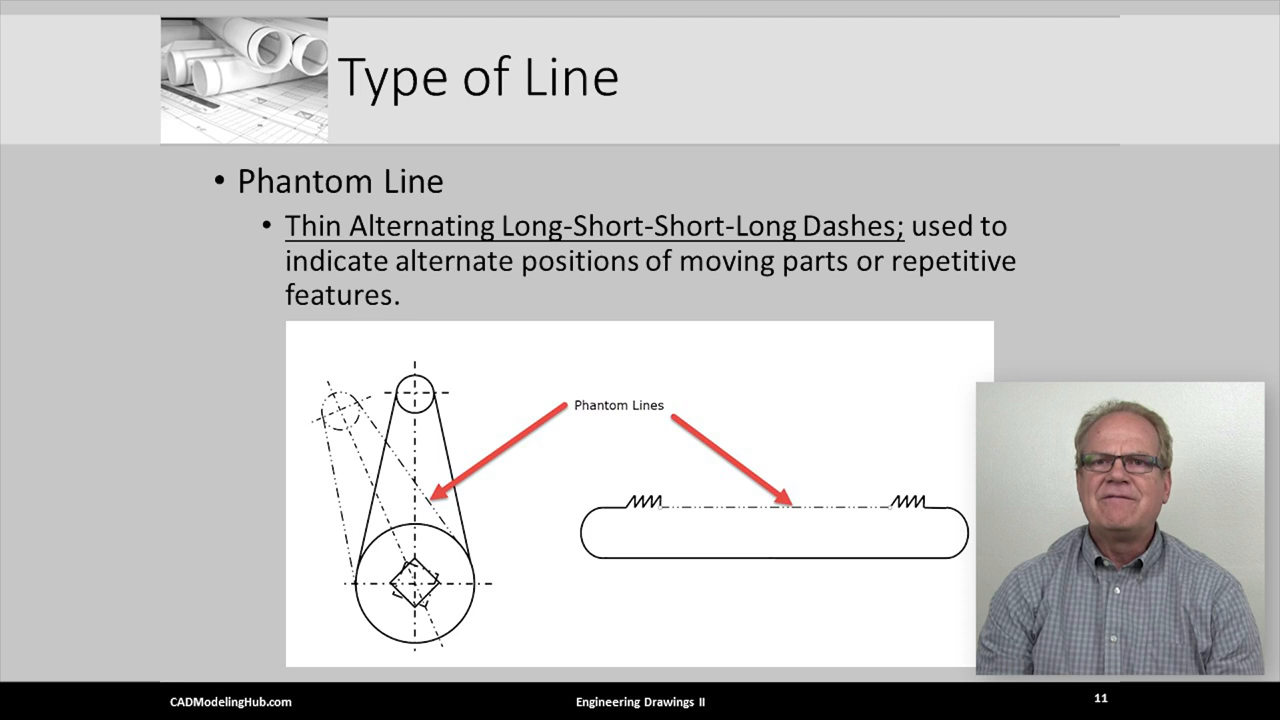 Type of Line
• Phantom Line
• Thin Alternating Long-Short-Short-Long Dashes; used to
indicate alternate positions of moving parts or repetitive
features.
Phantom Lines
CADModelingHub.com
Engineering Drawings II
11